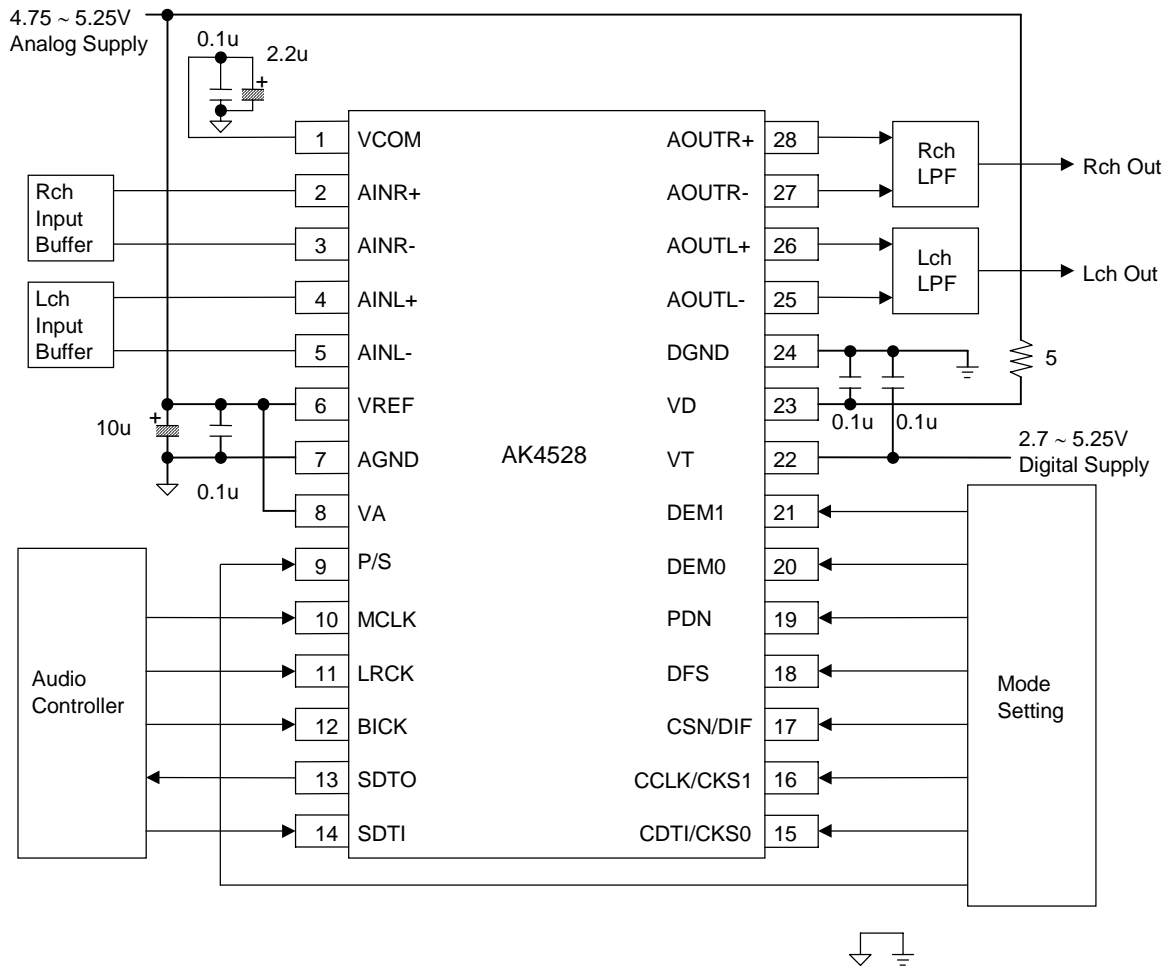 4.75 ~ 5.25V
Analog Supply
0.1u
2.2u
+
1
VCOM
AOUTR+
28
Rch
LPF
Rch Out
Rch
Input
Buffer
2
AINR+
AOUTR-
27
3
AINR-
AOUTL+
26
Lch
LPF
Lch Out
Lch
Input
Buffer
4
AINL+
AOUTL-
25
5
AINL-
DGND
24
5
10u
+
6
VREF
VD
23
0.1u
0.1u
7
AGND
AK4528
VT
22
2.7 ~ 5.25V
Digital Supply
0.1u
8
VA
DEM1
21
9
P/S
DEM0
20
10
MCLK
PDN
19
Audio
Controller
11
LRCK
DFS
18
Mode
Setting
12
BICK
CSN/DIF
17
13
SDTO
CCLK/CKS1
16
14
SDTI
CDTI/CKS0
15